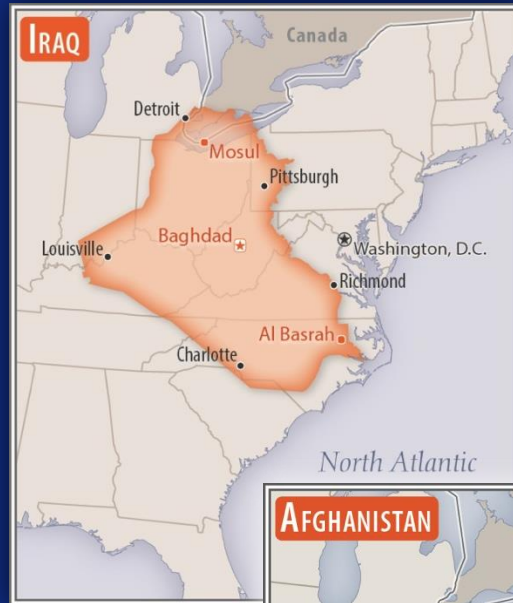 IRAQ
Canada
Detroit
Mosul
Pittsburgh
Baghdad
Washington, D.C.
Louisville
Richmond
Al Basrah
Charlotte
North Atlantic
AFGHANISTAN